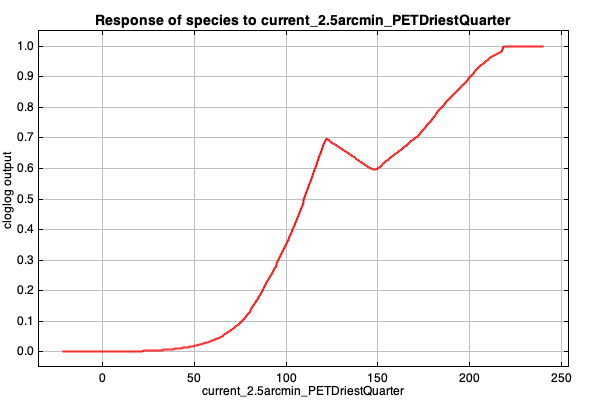 Response of species to current_2.5arcmin_PETDriestQuarter
cloglog output
1.0
0.9
0.8
0.7
0.6
0.5
0.4
0.3
0.2
0.1
0.0
0 50 100 150 200 250
current_2.5arcmin_PETDriestQuarter